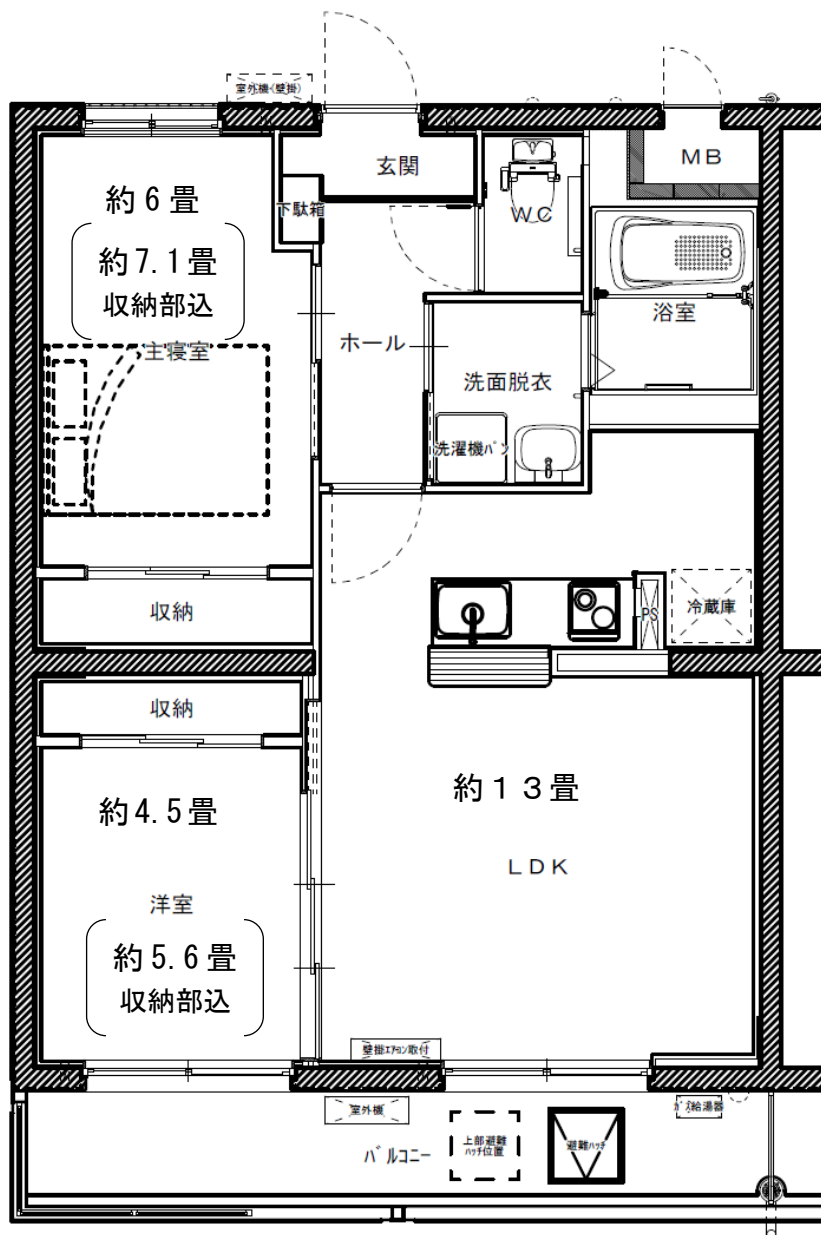 室外機(壁掛)
玄関
MB
約6畳
下駄箱
WC
約7.1畳
収納部込
主寝室
ホール
浴室
洗面脱衣
洗濯機パン
収納
PS
冷蔵庫
収納
約4.5畳
約13畳
LDK
洋室
約5.6畳
収納部込
壁掛エアコン取付
室外機
ガス給湯器
バルコニー
上部避難
ハッチ位置
避難ハッチ